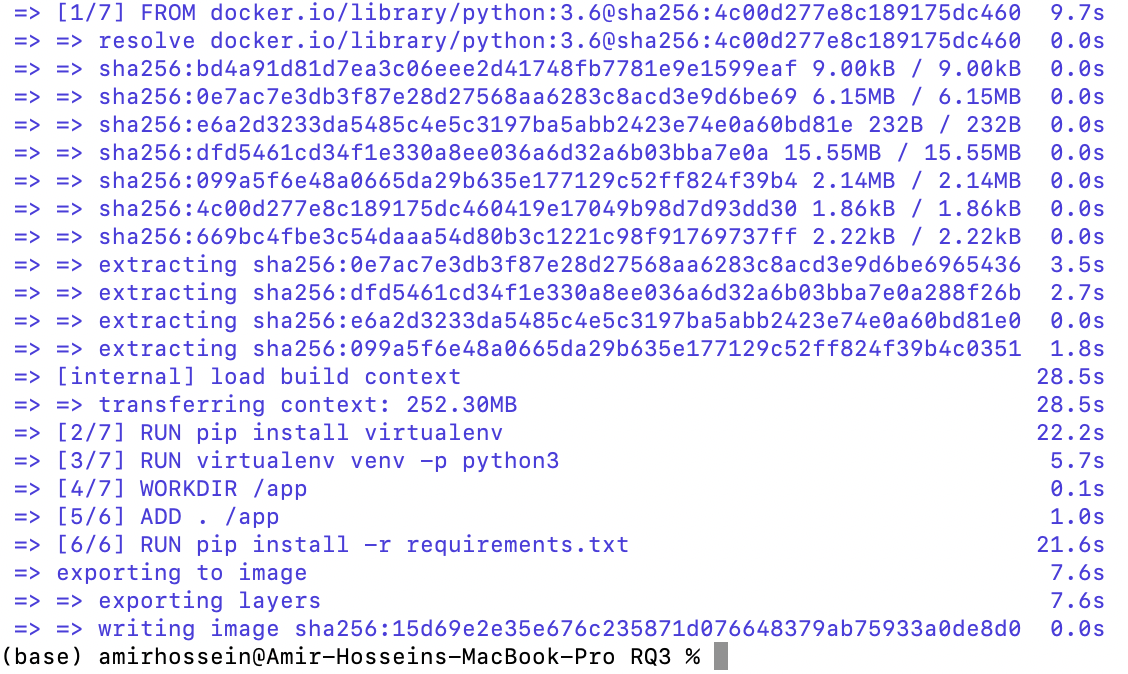 => [1/7] FROM docker.io/library/python:3.6@sha256:4c00d277e8c189175dc460 9.7s
=> => resolve docker.io/library/python:3.6@sha256:4c00d277e8c189175dc460 0.0s
=> => sha256:bd4a91d81d7ea3c06eee2d41748fb7781e9e1599eaf 9.00kB / 9.00kB 0.0s
=> => sha256:0e7ac7e3db3f87e28d27568aa6283c8acd3e9d6be69 6.15MB / 6.15MB 0.0s
=> => sha256:e6a2d3233da5485c4e5c3197ba5abb2423e74e0a60bd81e 232B / 232B 0.0s
=> => sha256:dfd5461cd34f1e330a8ee036a6d32a6b03bba7e0a 15.55MB / 15.55MB 0.0s
=> => sha256:099a5f6e48a0665da29b635e177129c52ff824f39b4 2.14MB / 2.14MB 0.0s
=> => sha256:4c00d277e8c189175dc460419e17049b98d7d93dd30 1.86kB / 1.86kB 0.0s
=> => sha256:669bc4fbe3c54daaa54d80b3c1221c98f91769737ff 2.22kB / 2.22kB 0.0s
=> => extracting sha256:0e7ac7e3db3f87e28d27568aa6283c8acd3e9d6be6965436 3.5s
=> => extracting sha256:dfd5461cd34f1e330a8ee036a6d32a6b03bba7e0a288f26b 2.7s
=> => extracting sha256:e6a2d3233da5485c4e5c3197ba5abb2423e74e0a60bd81e0 0.0s
=> => extracting sha256:099a5f6e48a0665da29b635e177129c52ff824f39b4c0351 1.8s
=> [internal] load build context 28.5s
=> => transferring context: 252.30MB 28.5s
=> [2/7] RUN pip install virtualenv 22.2s
=> [3/7] RUN virtualenv venv -p python3 5.7s
=> [4/7] WORKDIR /app 0.1s
=> [5/6] ADD . /app 1.0s
=> [6/6] RUN pip install -r requirements.txt 21.6s
=> exporting to image 7.6s
=> => exporting layers 7.6s
=> => writing image sha256:15d69e2e35e676c235871d076648379ab75933a0de8d0 0.0s
(base) amirhossein@Amir-Hosseins-MacBook-Pro RQ3 %